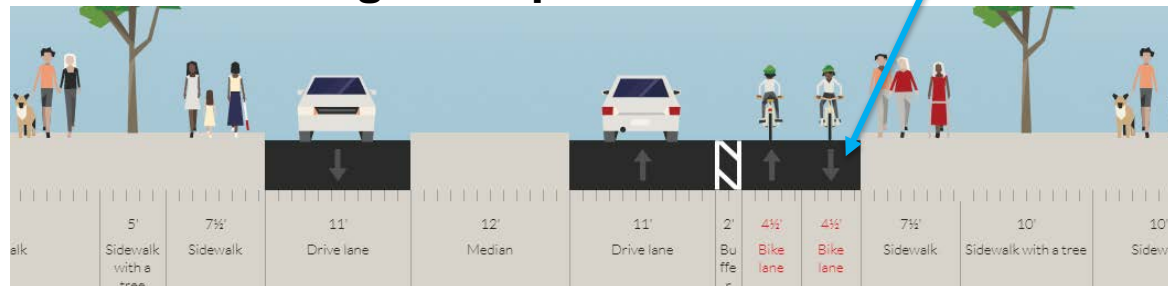 5' 7½' 11' 12' 11' 2' 4½' 4½' 7½' 10' 10'
alk Sidewalk Sidewalk Drive lane Median Drive lane Bu Bike Bike Sidewalk Sidewalk with a tree Sidew
with a ffe lane lane
tree r